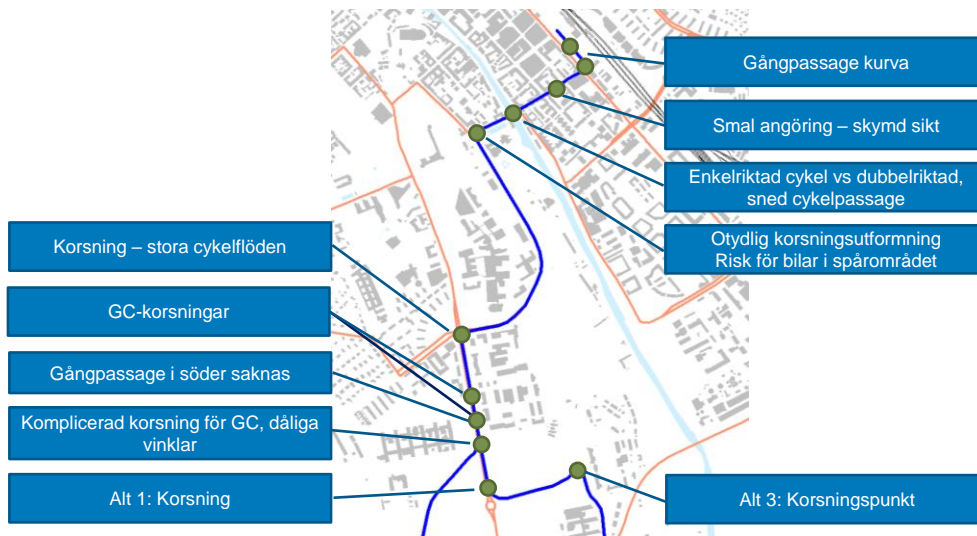 Gångpassage kurva
Smal angöring – skymd sikt
Enkelriktad cykel vs dubbelriktad,
sned cykelpassage
Otydlig korsningsutformning
Risk för bilar i spårområdet
Korsning – stora cykelflöden
GC-korsningar
Gångpassage i söder saknas
Komplicerad korsning för GC, dåliga
vinklar
Alt 1: Korsning
Alt 3: Korsningspunkt